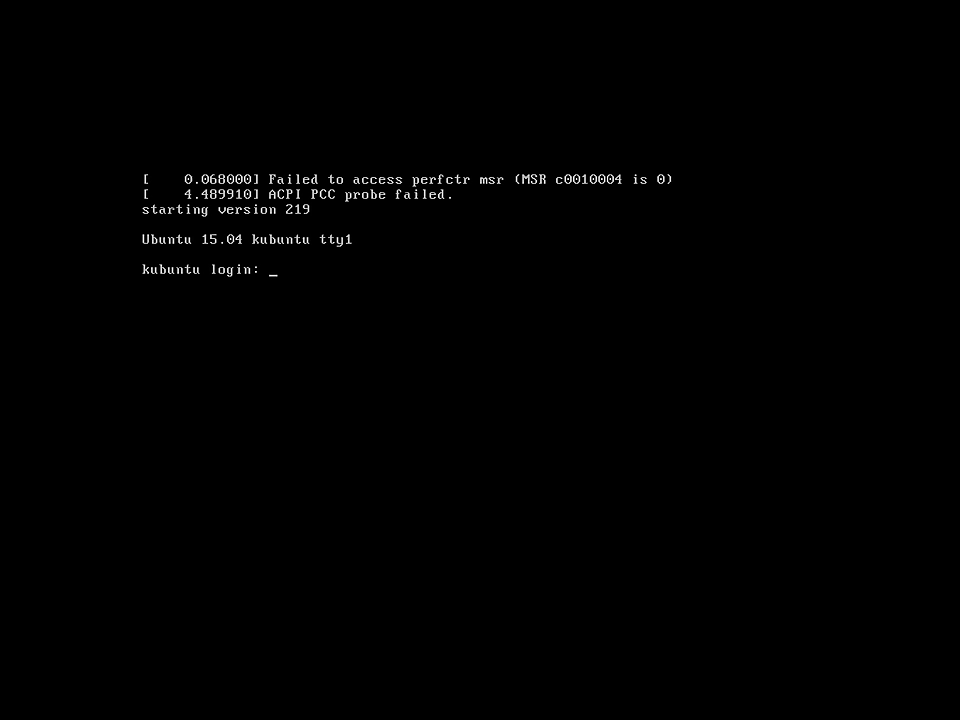 [    0.068000] Failed to access perfctr msr (MSR c0010004 is 0)
[    4.489910] ACPI PCC probe failed.
starting version 219
Ubuntu 15.04 kubuntu tty1
kubuntu login: _